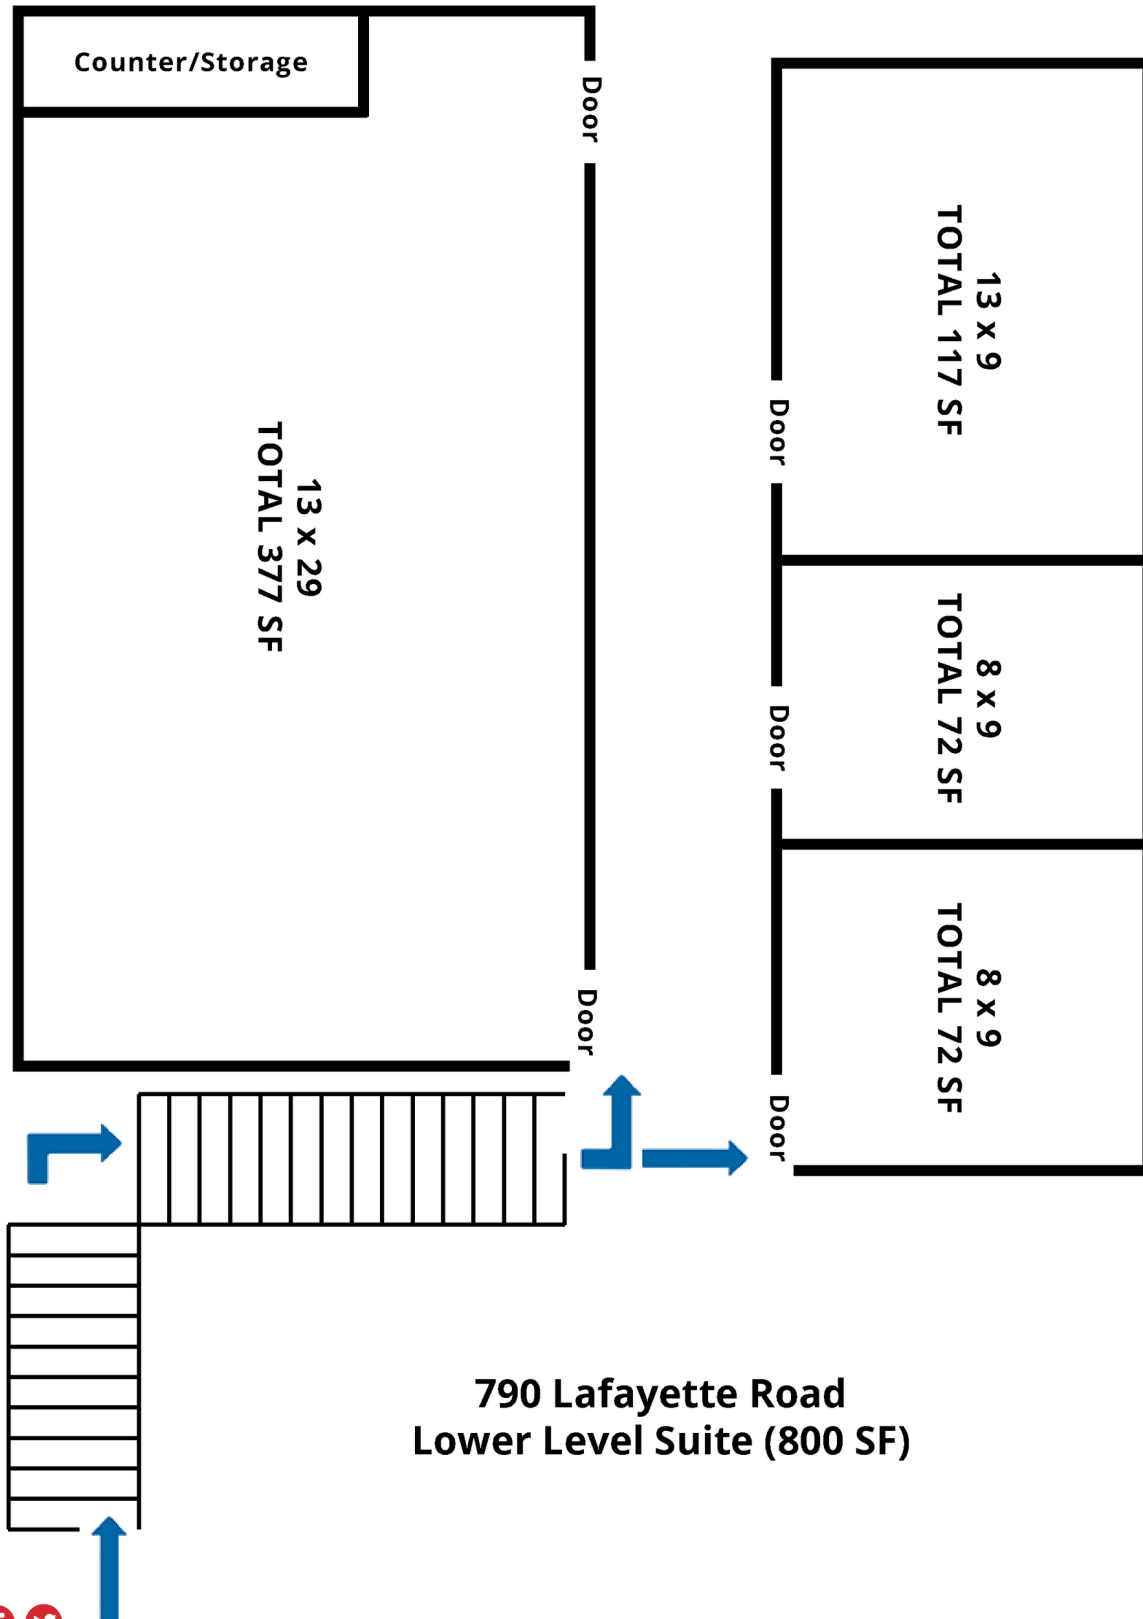 Counter/Storage
Door
13 x 29
TOTAL 377 SF
Door
13 x 9
TOTAL 117 SF
Door
8 x 9
TOTAL 72 SF
Door
8 x 9
TOTAL 72 SF
Door
790 Lafayette Road
Lower Level Suite (800 SF)